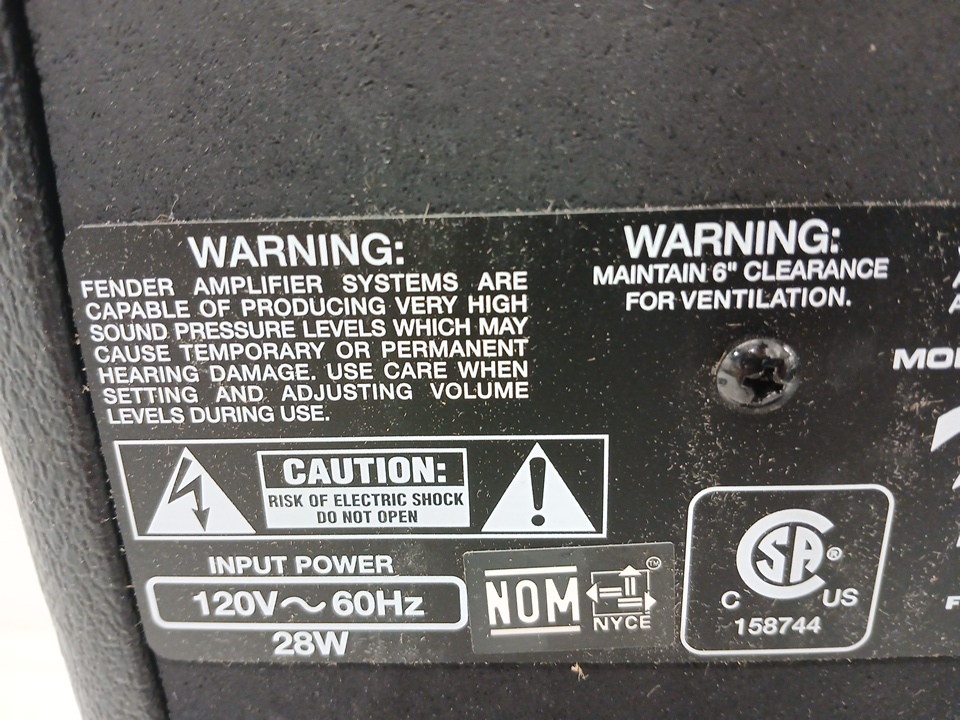 WARNING:
FENDER AMPLIFIER SYSTEMS ARE
CAPABLE OF PRODUCING VERY HIGH
SOUND PRESSURE LEVELS WHICH MAY
CAUSE TEMPORARY OR PERMANENT
HEARING DAMAGE. USE CARE WHEN
SETTING AND ADJUSTING VOLUME
LEVELS DURING USE.
CAUTION:
RISK OF ELECTRIC SHOCK
DO NOT OPEN
INPUT POWER
120V～60Hz
28W
NOM
NYCE
TM
WARNING:
MAINTAIN 6" CLEARANCE
FOR VENTILATION.
CSA®
C US
158744